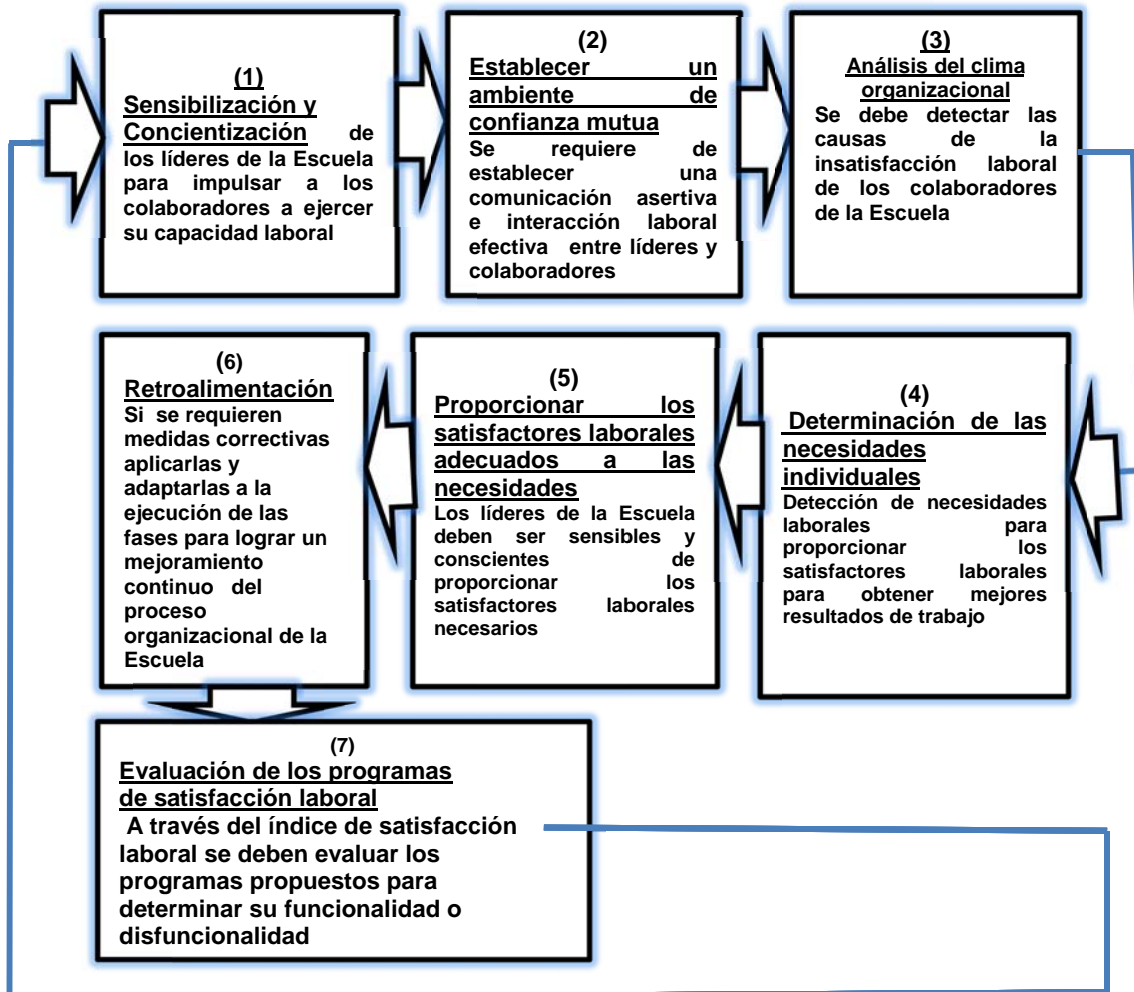 (1)
Sensibilización y
Concientización de
los líderes de la Escuela
para impulsar a los
colaboradores a ejercer
su capacidad laboral
(2)
Establecer un
ambiente de
confianza mutua
Se requiere de
establecer una
comunicación asertiva
e interacción laboral
efectiva entre líderes y
colaboradores
(3)
Análisis del clima
organizacional
Se debe detectar las
causas de la
insatisfacción laboral
de los colaboradores
de la Escuela
(4)
Determinación de las
necesidades
individuales
Detección de necesidades
laborales para
proporcionar los
satisfactores laborales
para obtener mejores
resultados de trabajo
(5)
Proporcionar los
satisfactores laborales
adecuados a las
necesidades
Los líderes de la Escuela
deben ser sensibles y
conscientes de
proporcionar los
satisfactores laborales
necesarios
(6)
Retroalimentación
Si se requieren
medidas correctivas
aplicarlas y
adaptarlas a la
ejecución de las
fases para lograr un
mejoramiento
continuo del
proceso
organizacional de la
Escuela
(7)
Evaluación de los programas
de satisfacción laboral
A través del índice de satisfacción
laboral se deben evaluar los
programas propuestos para
determinar su funcionalidad o
disfuncionalidad